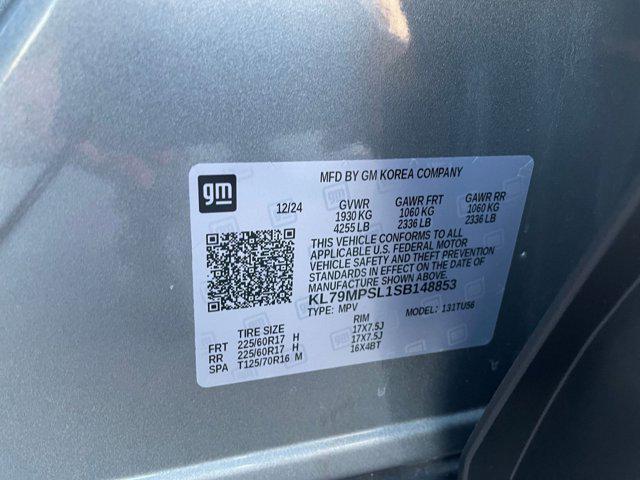 gm
MFD BY GM KOREA COMPANY
12/24 GVWR GAWR FRT GAWR RR
1930 KG 1060 KG 1060 KG
4255 LB 2336 LB 2336 LB
THIS VEHICLE CONFORMS TO ALL
APPLICABLE U.S. FEDERAL MOTOR
VEHICLE SAFETY AND THEFT PREVENTION
STANDARDS IN EFFECT ON THE DATE OF
MANUFACTURE SHOWN ABOVE.
KL79MPSL1SB148853
TYPE: MPV MODEL: 131TU56
TIRE SIZE RIM
FRT 225/60R17 H 17X7.5J
RR 225/60R17 H 17X7.5J
SPA T125/70R16 M 16X4BT